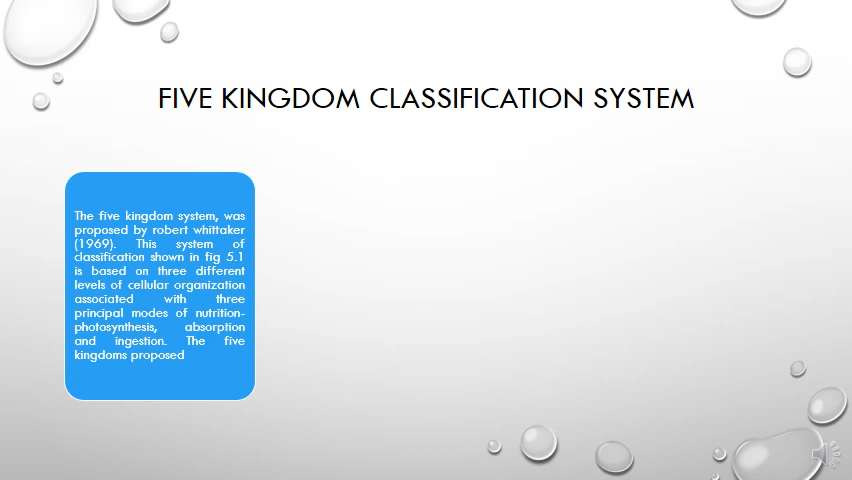 FIVE KINGDOM CLASSIFICATION SYSTEM
The five kingdom system, was
proposed by robert whittaker
(1969). This system of
classification shown in fig 5.1
is based on three different
levels of cellular organization
associated with three
principal modes of nutrition-
photosynthesis, absorption
and ingestion. The five
kingdoms proposed